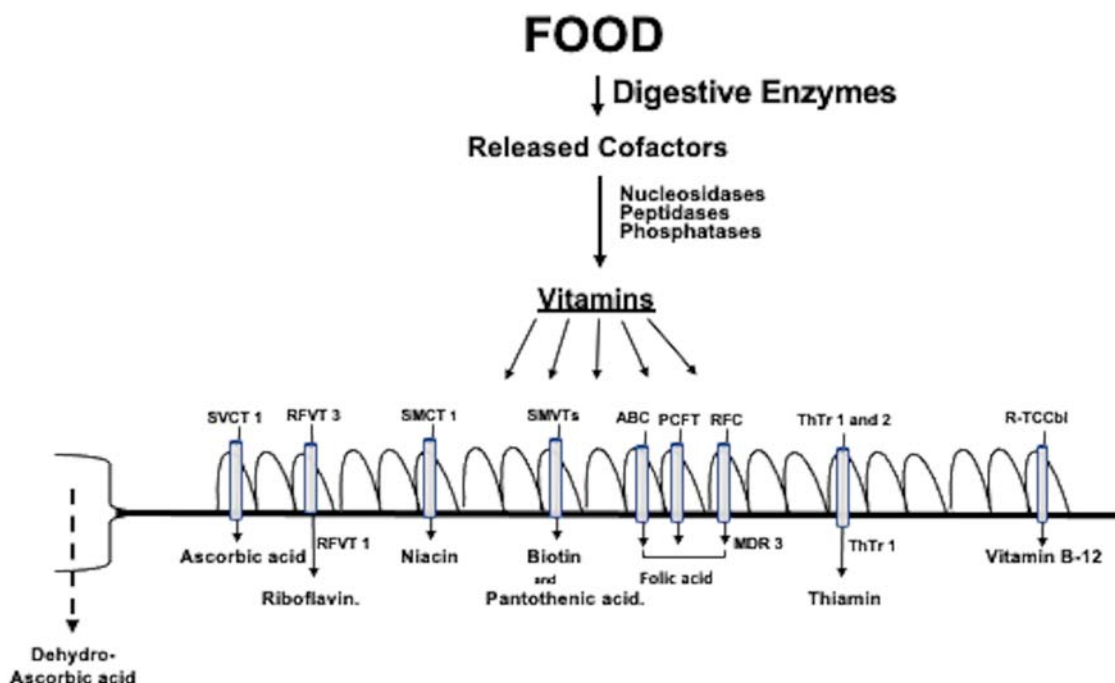 FOOD
Digestive Enzymes
Released Cofactors
Nucleosidases
Peptidases
Phosphatases
Vitamins
SVCT 1
RFVT 3
SMCT 1
SMVTs
ABC
PCFT
RFC
ThTr 1 and 2
R-TCCbl
Ascorbic acid
RFVT 1
Riboflavin.
Niacin
Biotin
and
Pantothenic acid.
Folic acid
MDR 3
ThTr 1
Thiamin
Vitamin B-12
Dehydro-
Ascorbic acid